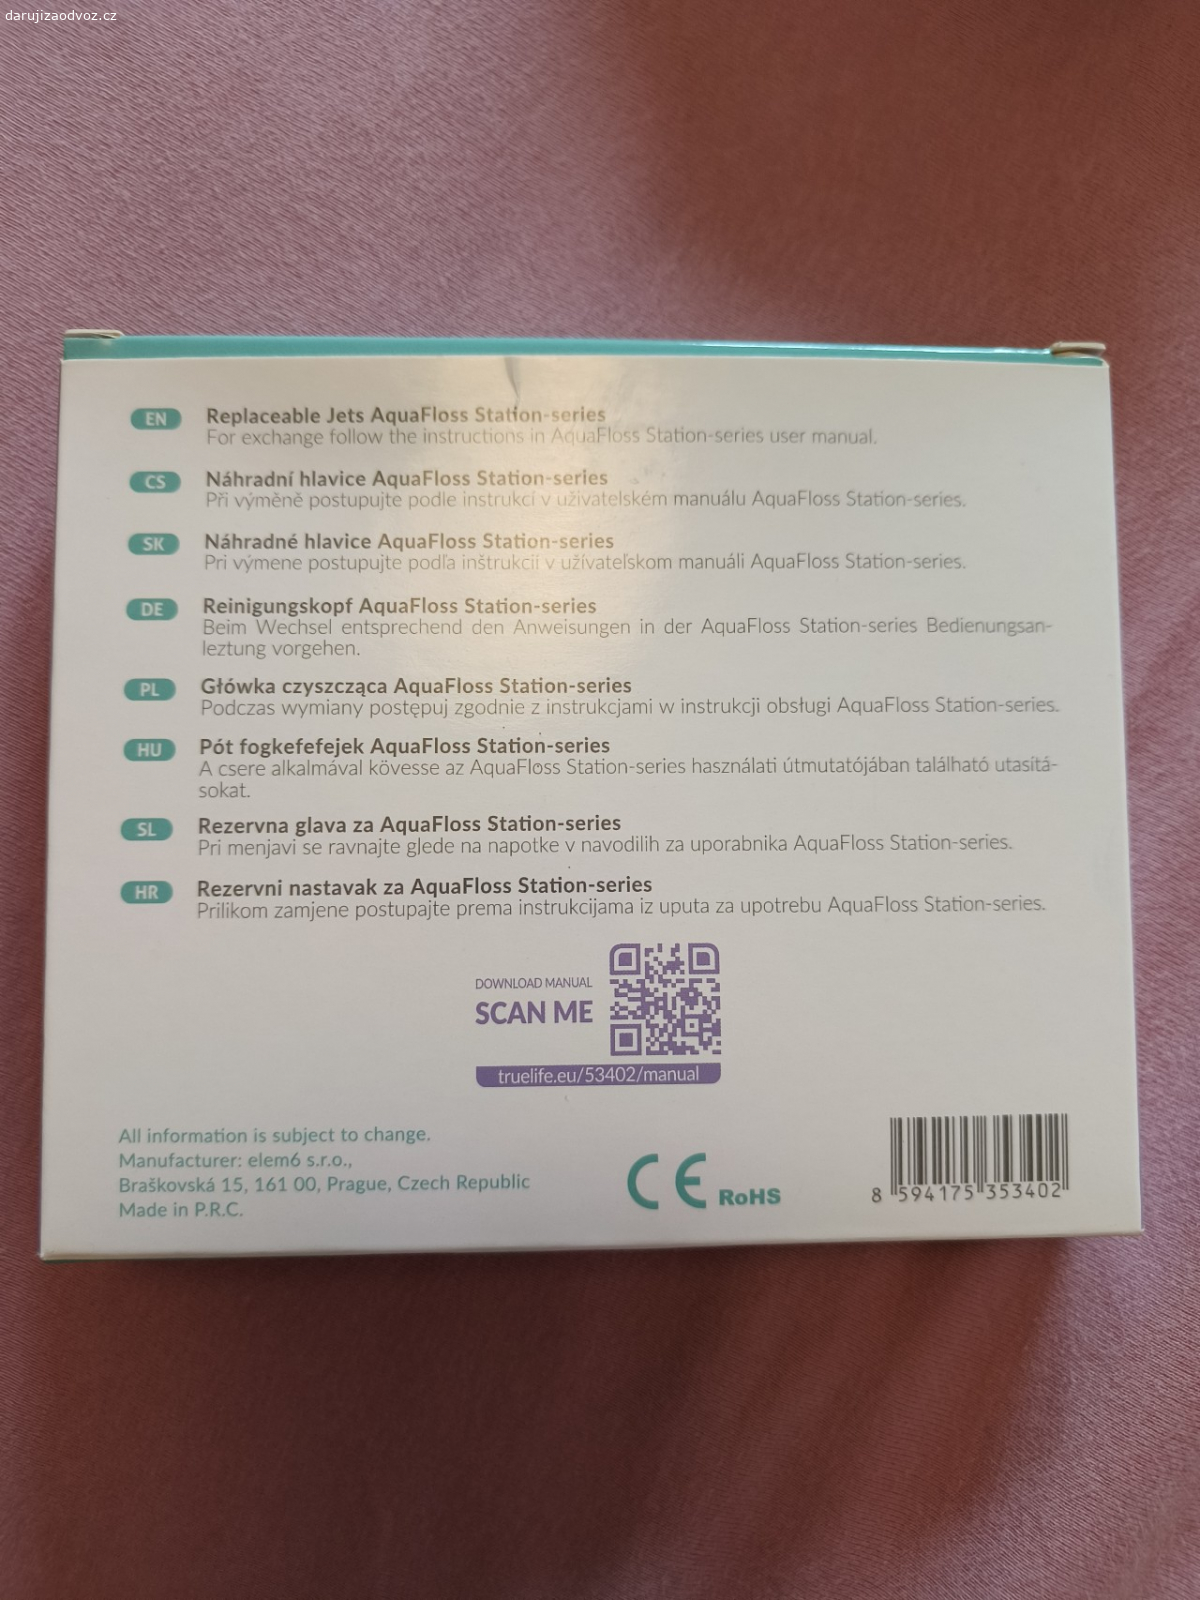 darujizaodvoz.cz
EN Replaceable Jets AquaFloss Station-series
For exchange follow the instructions in AquaFloss Station-series user manual.
CS Náhradní hlavice AquaFloss Station-series
Při výměně postupujte podle instrukcí v uživatelském manuálu AquaFloss Station-series.
SK Náhradné hlavice AquaFloss Station-series
Pri výmene postupujte podľa inštrukcií v užívateľskom manuáli AquaFloss Station-series.
DE Reinigungskopf AquaFloss Station-series
Beim Wechsel entsprechend den Anweisungen in der AquaFloss Station-series Bedienungsan-
leztung vorgehen.
PL Główka czyszcząca AquaFloss Station-series
Podczas wymiany postępuj zgodnie z instrukcjami w instrukcji obsługi AquaFloss Station-series.
HU Pót fogkefefejek AquaFloss Station-series
A csere alkalmával kövesse az AquaFloss Station-series használati útmutatójában található utasítá-
sokat.
SL Rezervna glava za AquaFloss Station-series
Pri menjavi se ravnajte glede na napotke v navodilih za uporabnika AquaFloss Station-series.
HR Rezervni nastavak za AquaFloss Station-series
Prilikom zamjene postupajte prema instrukcijama iz uputa za upotrebu AquaFloss Station-series.
DOWNLOAD MANUAL
SCAN ME
truelife.eu/53402/manual
All information is subject to change.
Manufacturer: elem6 s.r.o.,
Braškovská 15, 161 00, Prague, Czech Republic
Made in P.R.C.
CE RoHS
8 594175 353402